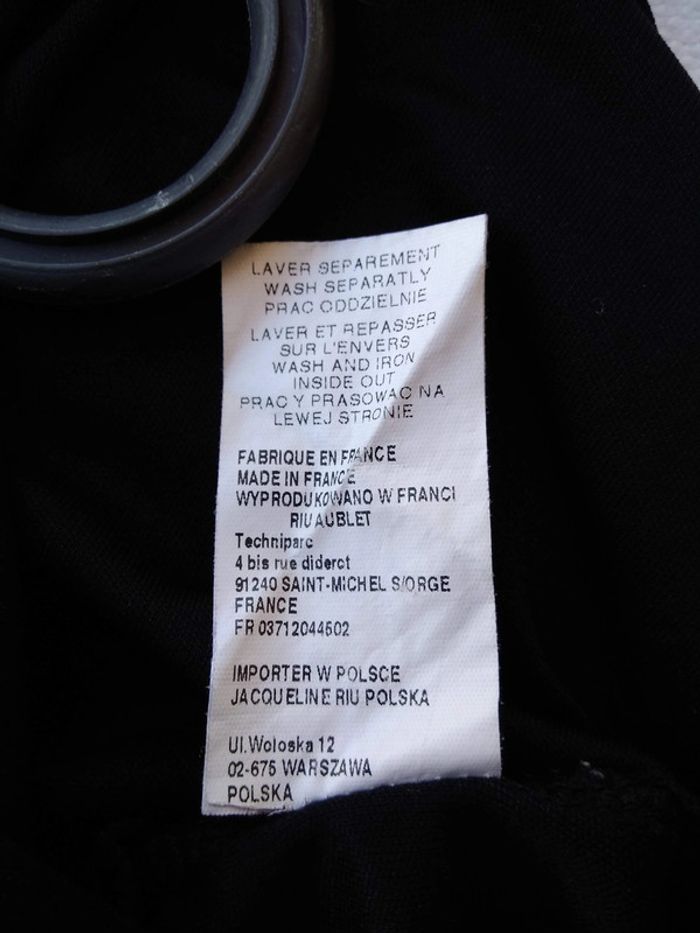 LAVER SEPAREMENT
WASH SEPARATLY
PRAC ODDZIELNIE
LAVER ET REPASSER
SUR L'ENVERS
WASH AND IRON
INSIDE OUT
PRAC Y PRASOWAC NA
LEWEJ STRONIE
FABRIQUE EN FRANCE
MADE IN FRANCE
WYPRODUKOWANO W FRANCI
RIU AUBLET
Techniparc
4 bis rue diderot
91240 SAINT-MICHEL S/ORGE
FRANCE
FR 03712044602
IMPORTER W POLSCE
JACQUELINE RIU POLSKA
Ul.Woloska 12
02-675 WARSZAWA
POLSKA